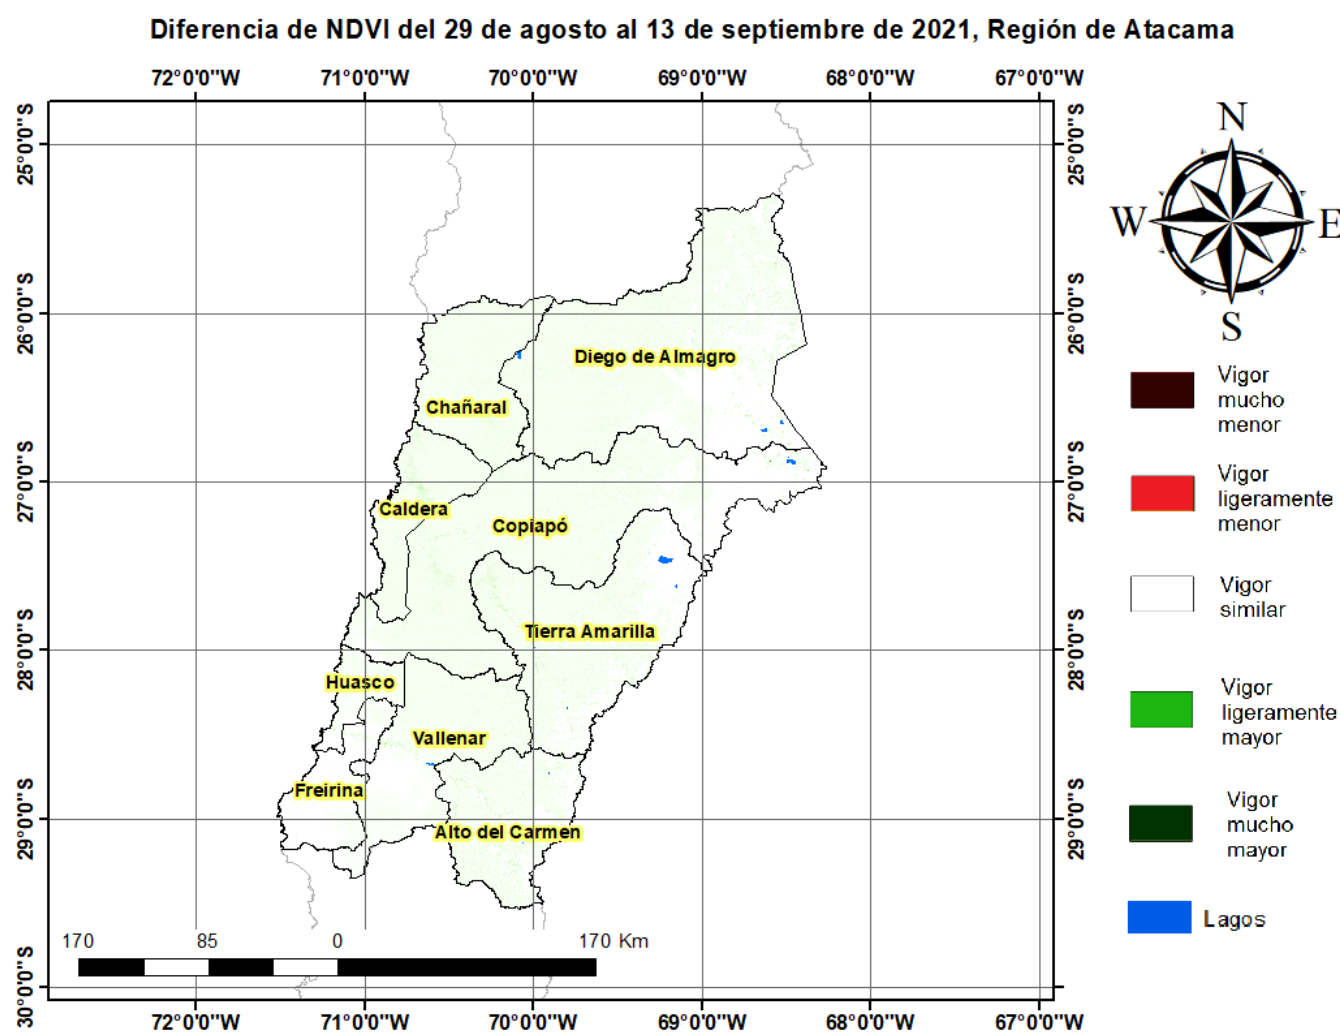 Diferencia de NDVI del 29 de agosto al 13 de septiembre de 2021, Región de Atacama
72°0'0"W 71°0'0"W 70°0'0"W 69°0'0"W 68°0'0"W 67°0'0"W
25°0'0"S
26°0'0"S
27°0'0"S
28°0'0"S
29°0'0"S
30°0'0"S
Diego de Almagro
Chañaral
Caldera
Copiapó
Tierra Amarilla
Huasco
Vallenar
Freirina
Alto del Carmen
170 85 0 170 Km
72°0'0"W 71°0'0"W 70°0'0"W 69°0'0"W 68°0'0"W 67°0'0"W
25°0'0"S
26°0'0"S
27°0'0"S
28°0'0"S
29°0'0"S
N
W E
S
Vigor
mucho
menor
Vigor
ligeramente
menor
Vigor
similar
Vigor
ligeramente
mayor
Vigor
mucho
mayor
Lagos